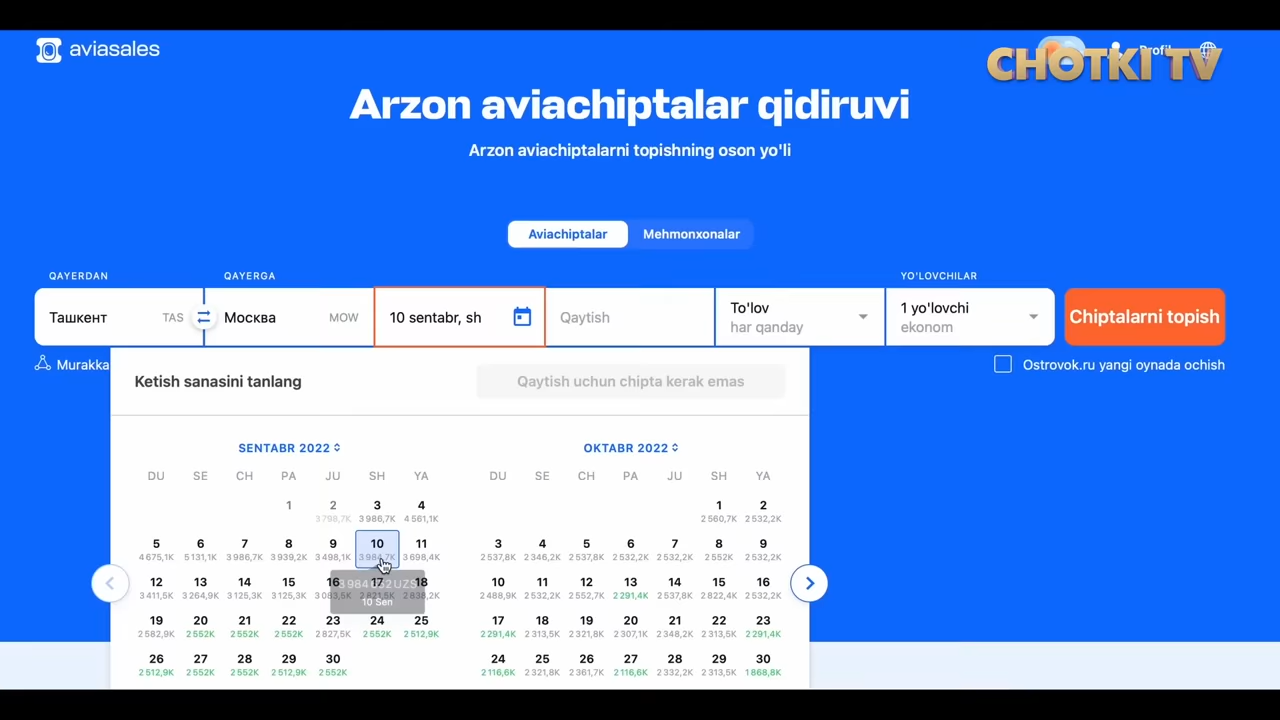 aviasales
Profil
CHOTKI TV
Arzon aviachiptalar qidiruvi
Arzon aviachiptalarni topishning oson yo'li
Aviachiptalar Mehmonxonalar
QAYERDAN QAYERGA YO'LOVCHILAR
Ташкент TAS Москва MOW 10 sentabr, sh Qaytish To'lov har qanday 1 yo'lovchi ekonom Chiptalarni topish
Murakka Ostrovok.ru yangi oynada ochish
Ketish sanasini tanlang Qaytish uchun chipta kerak emas
SENTABR 2022 OKTABR 2022
DU SE CH PA JU SH YA DU SE CH PA JU SH YA
1 2 3 4 1 2
3 798,7K 3 986,7K 4 561,1K 2 560,7K 2 532,2K
5 6 7 8 9 10 11 3 4 5 6 7 8 9
4 675,1K 5 131,1K 3 986,7K 3 939,2K 3 498,1K 3 984,7K 3 698,4K 2 537,8K 2 346,2K 2 537,8K 2 532,2K 2 532,2K 2 552K 2 532,2K
12 13 14 15 16 17 18 10 11 12 13 14 15 16
3 411,5K 3 264,9K 3 125,3K 3 125,3K 2 488,9K 2 532,2K 2 552,7K 2 291,4K 2 537,8K 2 822,4K 2 532,2K
10 Sen
19 20 21 22 23 24 25 17 18 19 20 21 22 23
2 582,9K 2 552K 2 552K 2 552K 2 827,5K 2 552K 2 512,9K 2 291,4K 2 313,5K 2 321,8K 2 307,1K 2 348,2K 2 313,5K 2 291,4K
26 27 28 29 30 24 25 26 27 28 29 30
2 512,9K 2 552K 2 552K 2 512,9K 2 552K 2 116,6K 2 321,8K 2 361,7K 2 116,6K 2 332,2K 2 313,5K 1 868,8K